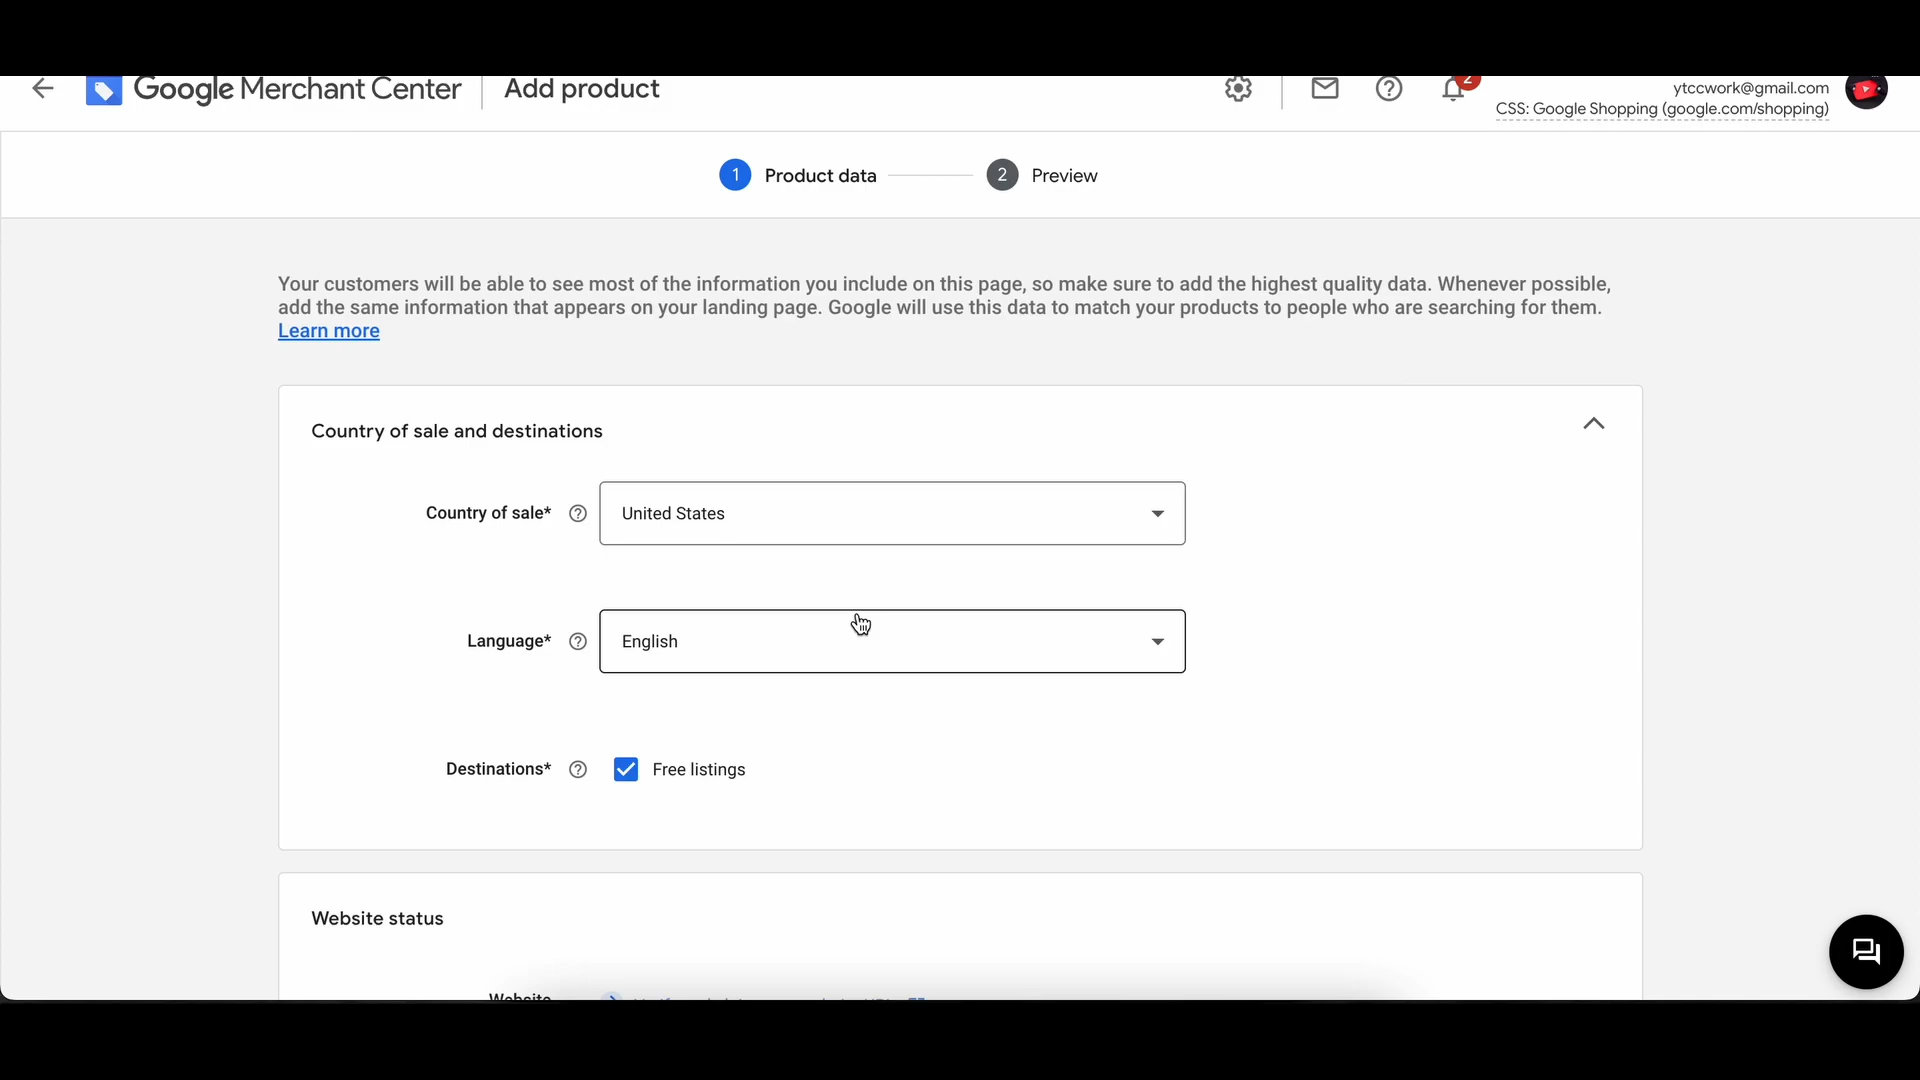 Google Merchant Center
Add product
2
ytccwork@gmail.com
CSS: Google Shopping (google.com/shopping)
1 Product data
2 Preview
Your customers will be able to see most of the information you include on this page, so make sure to add the highest quality data. Whenever possible,
add the same information that appears on your landing page. Google will use this data to match your products to people who are searching for them.
Learn more
Country of sale and destinations
Country of sale* United States
Language* English
Destinations* Free listings
Website status
Website